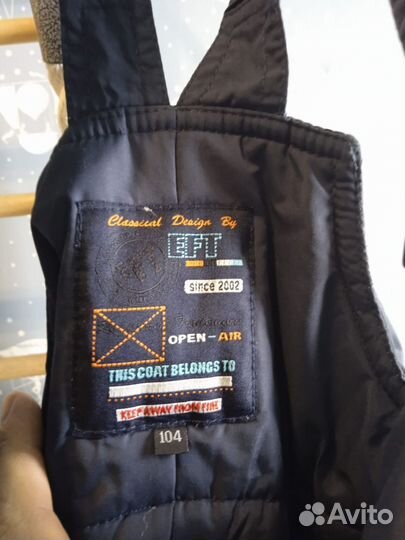 Classical Design By
EFT
since 2002
OPEN-AIR
THIS COAT BELONGS TO
KEEP AWAY FROM FIRE
104
Avito